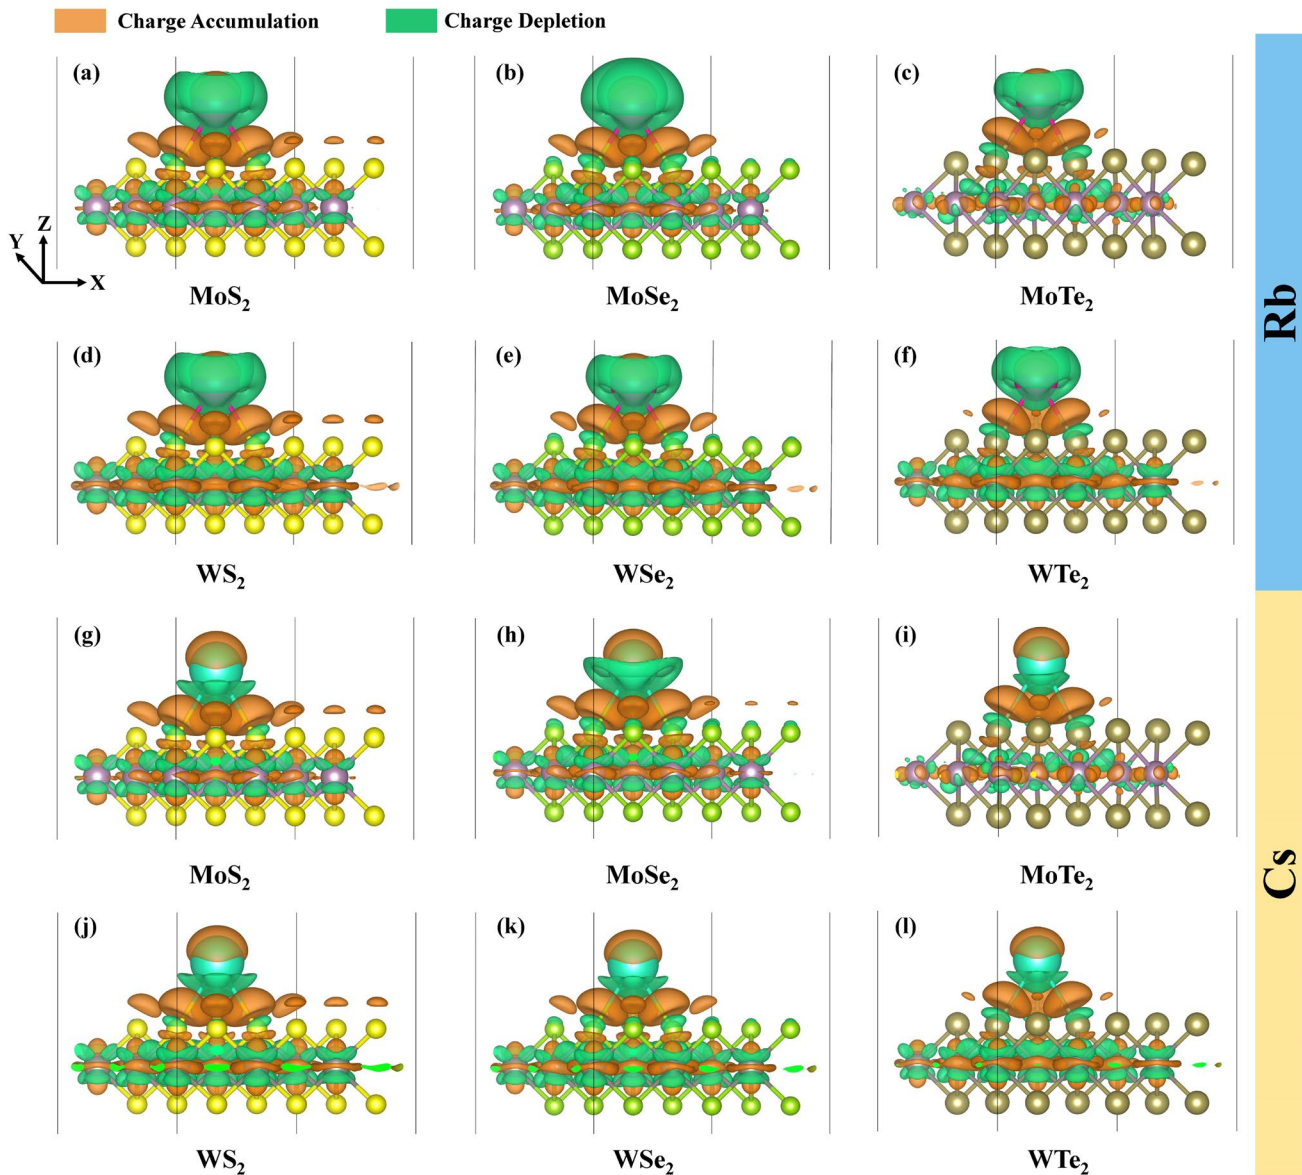 Charge Accumulation
Charge Depletion
(a)
(b)
(c)
Z
Y
X
MoS₂
MoSe₂
MoTe₂
Rb
(d)
(e)
(f)
WS₂
WSe₂
WTe₂
(g)
(h)
(i)
MoS₂
MoSe₂
MoTe₂
Cs
(j)
(k)
(l)
WS₂
WSe₂
WTe₂